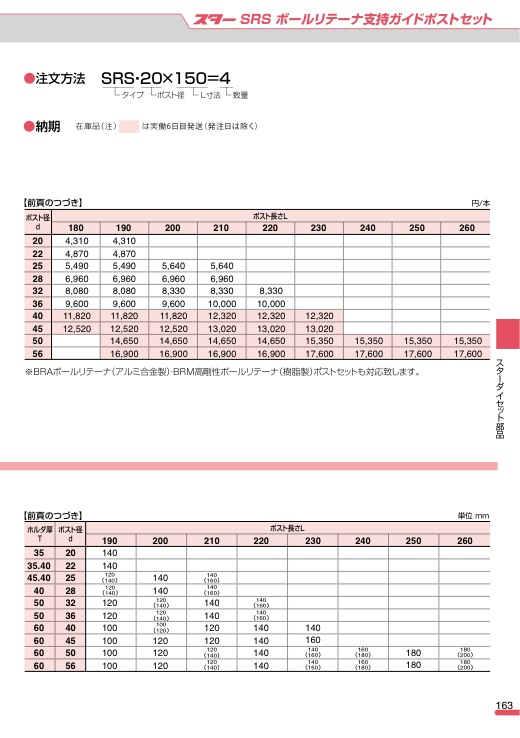 スター SRS ボールリテーナ支持ガイドポストセット
●注文方法 SRS・20×150=4
タイプ ポスト径 L寸法 数量
●納期 在庫品(注) は実働6日目発送(発注日は除く)
【前頁のつづき】 円/本
ポスト径 d ポスト長さL
180 190 200 210 220 230 240 250 260
20 4,310 4,310
22 4,870 4,870
25 5,490 5,490 5,640 5,640
28 6,960 6,960 6,960 6,960
32 8,080 8,080 8,330 8,330 8,330
36 9,600 9,600 9,600 10,000 10,000
40 11,820 11,820 11,820 12,320 12,320 12,320
45 12,520 12,520 12,520 13,020 13,020 13,020
50 14,650 14,650 14,650 14,650 15,350 15,350 15,350 15,350
56 16,900 16,900 16,900 16,900 17,600 17,600 17,600 17,600
※BRAボールリテーナ(アルミ合金製)・BRM高剛性ボールリテーナ(樹脂製)ポストセットも対応致します。
スターダイセット部品
【前頁のつづき】 単位 mm
ホルダ厚 T ポスト径 d ポスト長さL
190 200 210 220 230 240 250 260
35 20 140
35.40 22 140
45.40 25 120(140) 140 140(160)
40 28 120(140) 140 140(160)
50 32 120 120(140) 140 140(160)
50 36 120 120(140) 140 140(160)
60 40 100 100(120) 120 140 140
60 45 100 120 120 140 160
60 50 100 120 120(140) 140 140(160) 160(180) 180 180(200)
60 56 100 120 120(140) 140 140(160) 160(180) 180 180(200)
163